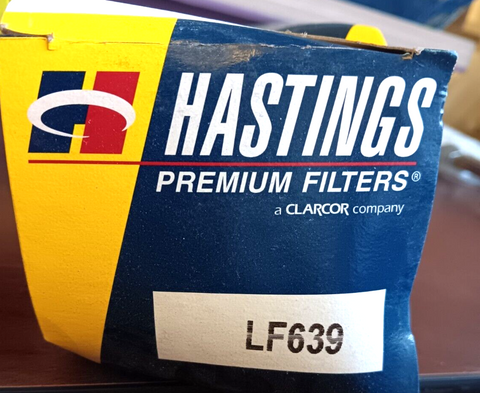 HASTINGS
PREMIUM FILTERS®
a CLARCOR company
LF639